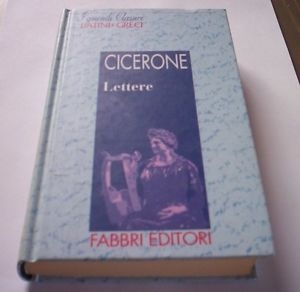 I grandi Classici
LATINI e GRECI
CICERONE
Lettere
FABBRI EDITORI